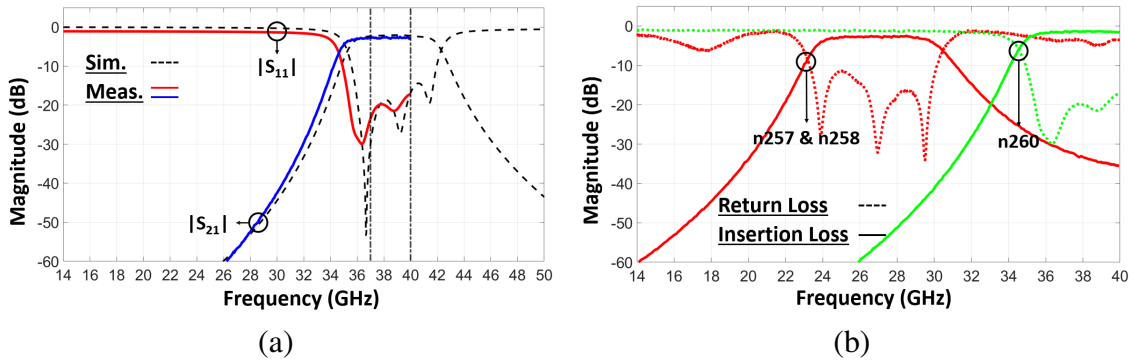 0
-10
-20
-30
-40
-50
-60
Magnitude (dB)
Sim.
Meas.
|S11|
|S21|
14 16 18 20 22 24 26 28 30 32 34 36 38 40 42 44 46 48 50
Frequency (GHz)
(a)
0
-10
-20
-30
-40
-50
-60
Magnitude (dB)
n257 & n258
n260
Return Loss
Insertion Loss
14 16 18 20 22 24 26 28 30 32 34 36 38 40
Frequency (GHz)
(b)